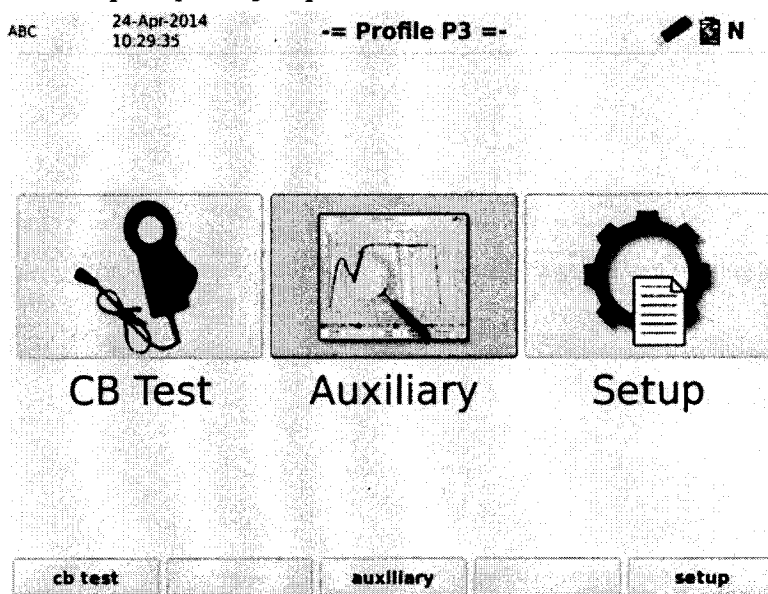 ABC
24-Apr-2014
10:29:35
-= Profile P3 =-
N
CB Test
Auxiliary
Setup
cb test
auxiliary
setup